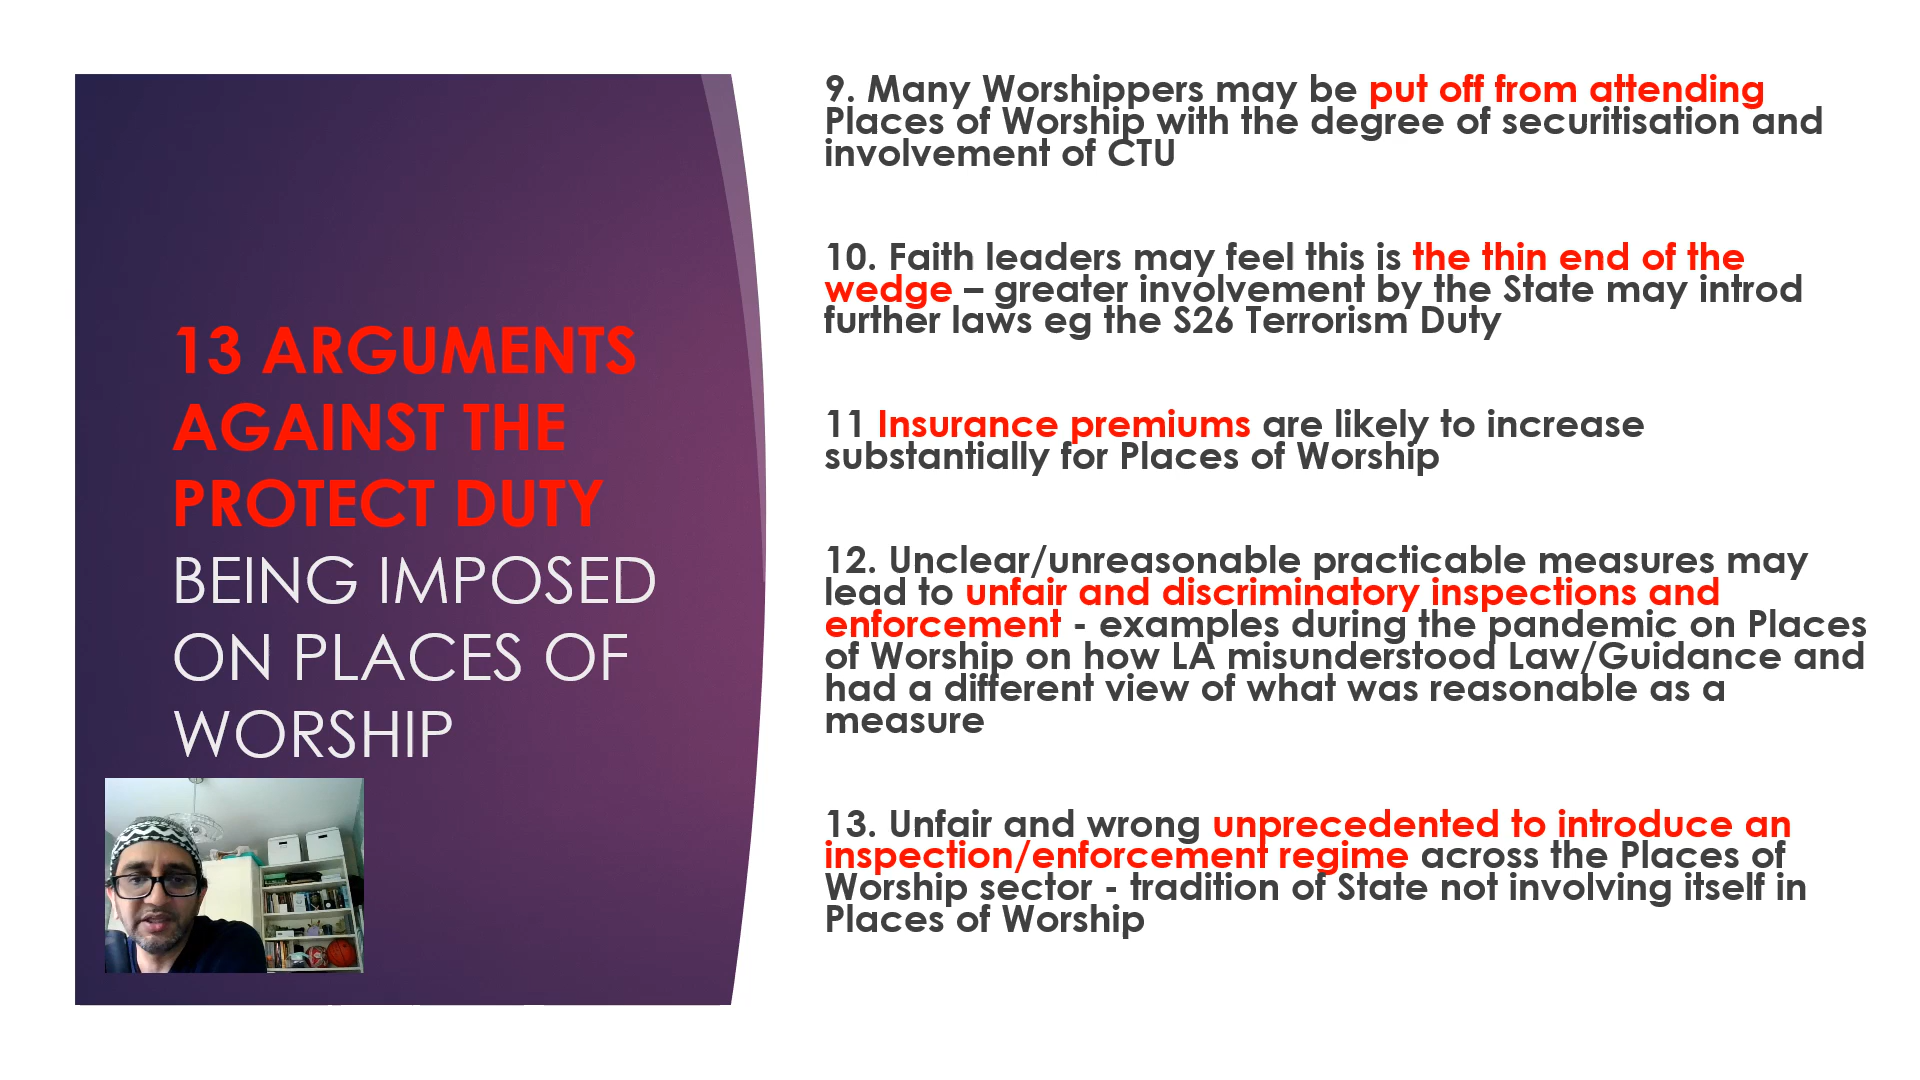 13 ARGUMENTS
AGAINST THE
PROTECT DUTY
BEING IMPOSED
ON PLACES OF
WORSHIP
9. Many Worshippers may be put off from attending
Places of Worship with the degree of securitisation and
involvement of CTU
10. Faith leaders may feel this is the thin end of the
wedge – greater involvement by the State may introd
further laws eg the S26 Terrorism Duty
11 Insurance premiums are likely to increase
substantially for Places of Worship
12. Unclear/unreasonable practicable measures may
lead to unfair and discriminatory inspections and
enforcement - examples during the pandemic on Places
of Worship on how LA misunderstood Law/Guidance and
had a different view of what was reasonable as a
measure
13. Unfair and wrong unprecedented to introduce an
inspection/enforcement regime across the Places of
Worship sector - tradition of State not involving itself in
Places of Worship